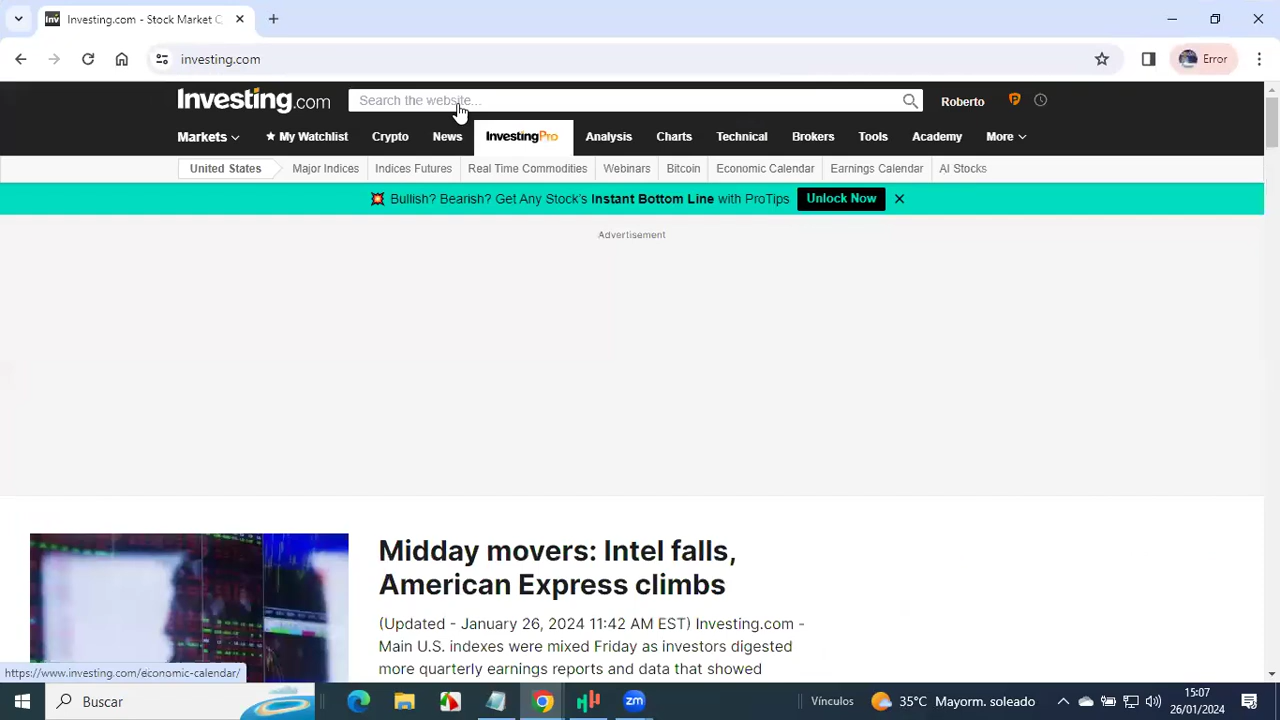 Investing.com - Stock Market Q
investing.com
Error
Investing.com
Search the website...
Roberto
Markets
My Watchlist
Crypto
News
InvestingPro
Analysis
Charts
Technical
Brokers
Tools
Academy
More
United States
Major Indices
Indices Futures
Real Time Commodities
Webinars
Bitcoin
Economic Calendar
Earnings Calendar
AI Stocks
Bullish? Bearish? Get Any Stock's Instant Bottom Line with ProTips
Unlock Now
Advertisement
Midday movers: Intel falls,
American Express climbs
(Updated - January 26, 2024 11:42 AM EST) Investing.com -
Main U.S. indexes were mixed Friday as investors digested
more quarterly earnings reports and data that showed
https://www.investing.com/economic-calendar/
Buscar
zm
Vínculos
35°C Mayorm. soleado
15:07
26/01/2024